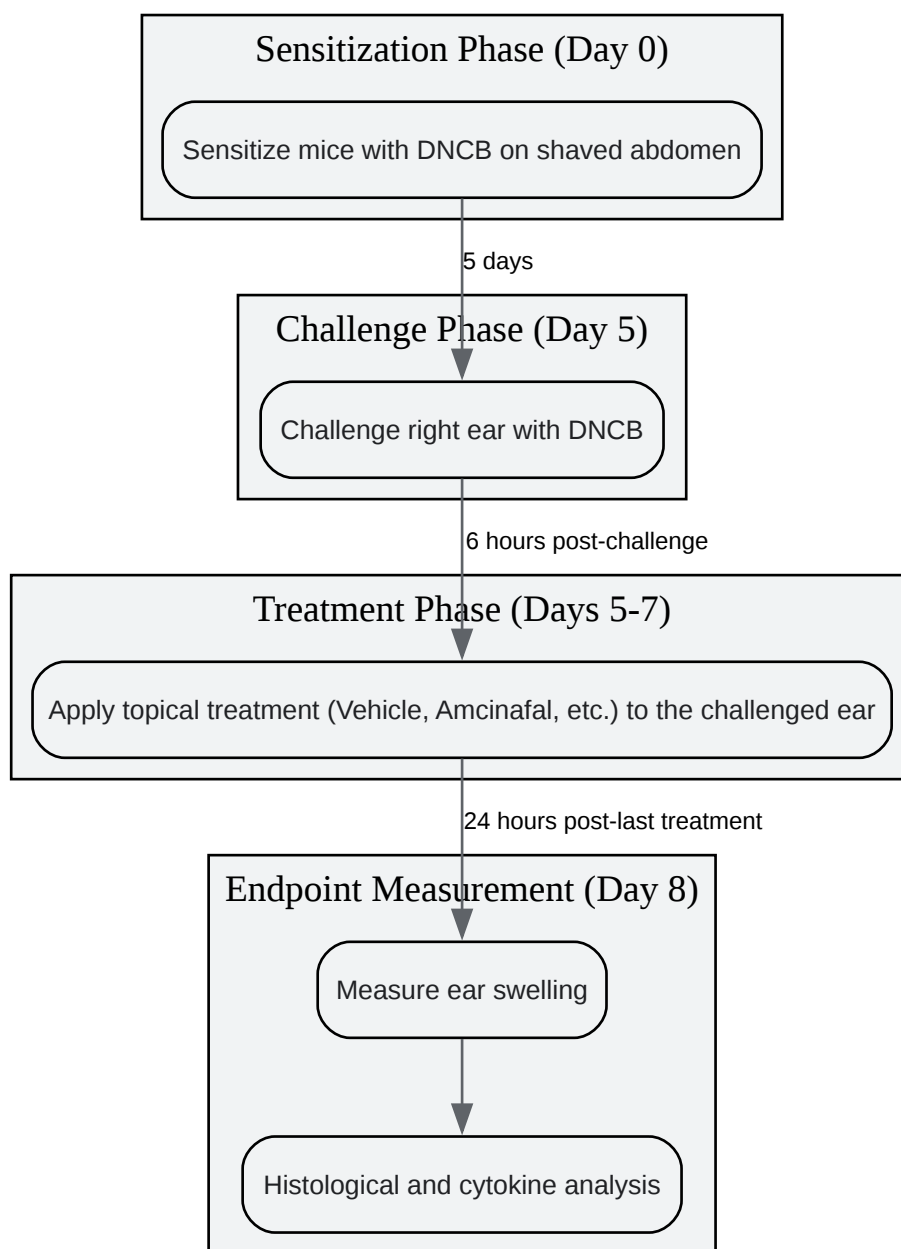 Sensitization Phase (Day 0)
Sensitize mice with DNCB on shaved abdomen
5 days
Challenge Phase (Day 5)
Challenge right ear with DNCB
6 hours post-challenge
Treatment Phase (Days 5-7)
Apply topical treatment (Vehicle, Amcinafal, etc.) to the challenged ear
24 hours post-last treatment
Endpoint Measurement (Day 8)
Measure ear swelling
Histological and cytokine analysis